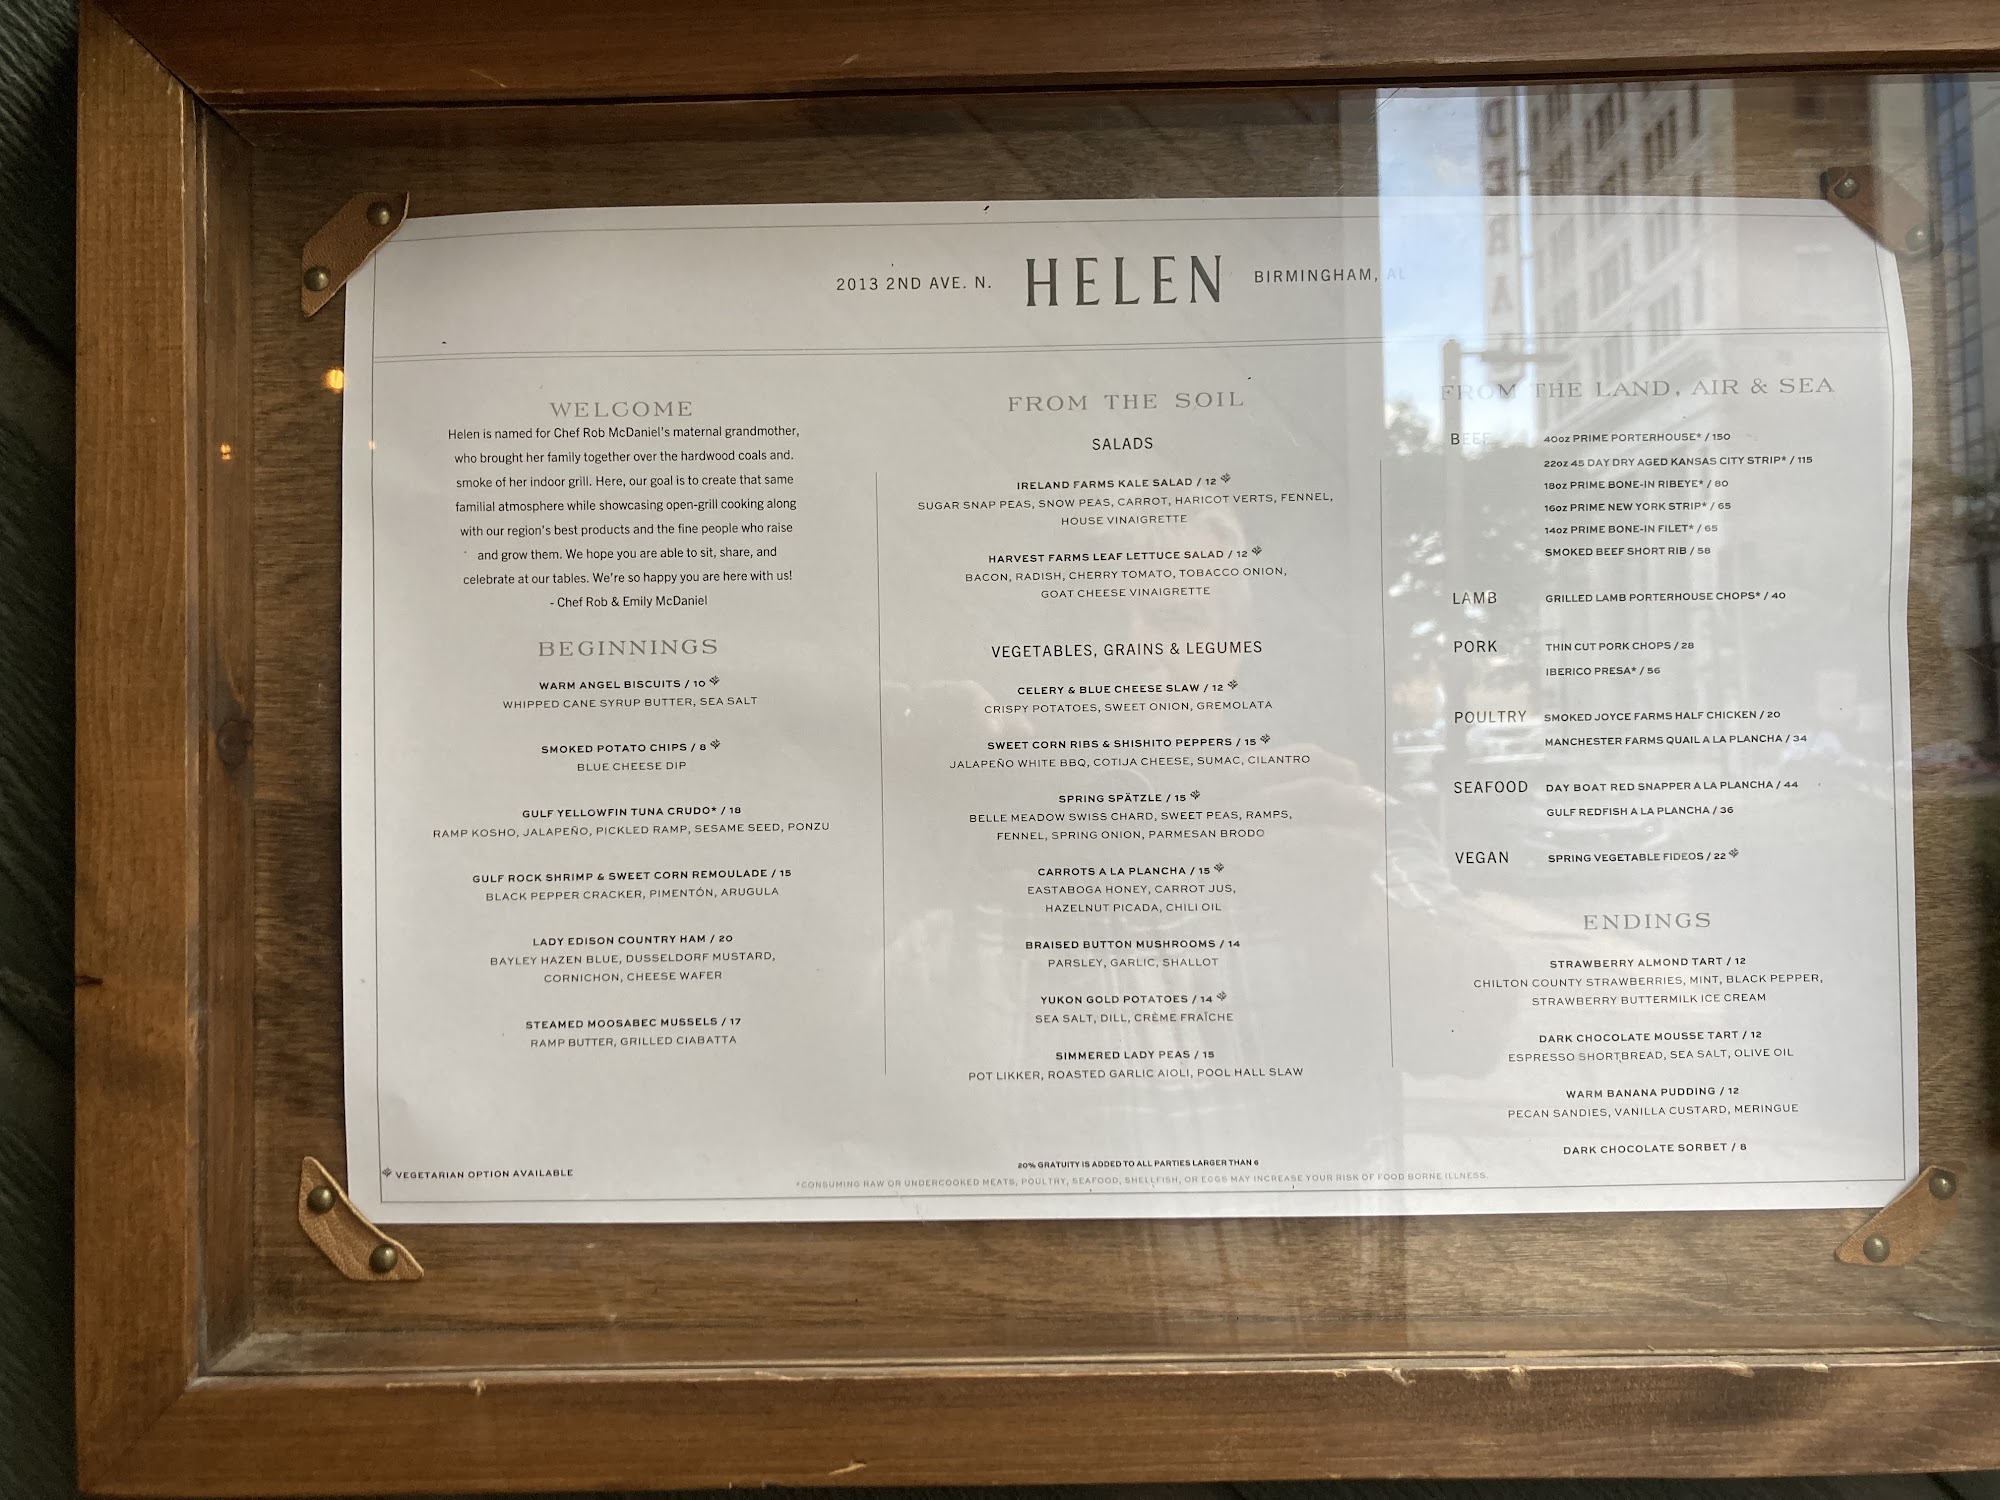 2013 2ND AVE. N. HELEN BIRMINGHAM, AL
WELCOME
Helen is named for Chef Rob McDaniel's maternal grandmother,
who brought her family together over the hardwood coals and.
smoke of her indoor grill. Here, our goal is to create that same
familial atmosphere while showcasing open-grill cooking along
with our region's best products and the fine people who raise
and grow them. We hope you are able to sit, share, and
celebrate at our tables. We're so happy you are here with us!
- Chef Rob & Emily McDaniel
BEGINNINGS
WARM ANGEL BISCUITS / 10
WHIPPED CANE SYRUP BUTTER, SEA SALT
SMOKED POTATO CHIPS / 8
BLUE CHEESE DIP
GULF YELLOWFIN TUNA CRUDO* / 18
RAMP KOSHO, JALAPEÑO, PICKLED RAMP, SESAME SEED, PONZU
GULF ROCK SHRIMP & SWEET CORN REMOULADE / 15
BLACK PEPPER CRACKER, PIMENTÓN, ARUGULA
LADY EDISON COUNTRY HAM / 20
BAYLEY HAZEN BLUE, DUSSELDORF MUSTARD,
CORNICHON, CHEESE WAFER
STEAMED MOOSABEC MUSSELS / 17
RAMP BUTTER, GRILLED CIABATTA
VEGETARIAN OPTION AVAILABLE
FROM THE SOIL
SALADS
IRELAND FARMS KALE SALAD / 12
SUGAR SNAP PEAS, SNOW PEAS, CARROT, HARICOT VERTS, FENNEL,
HOUSE VINAIGRETTE
HARVEST FARMS LEAF LETTUCE SALAD / 12
BACON, RADISH, CHERRY TOMATO, TOBACCO ONION,
GOAT CHEESE VINAIGRETTE
VEGETABLES, GRAINS & LEGUMES
CELERY & BLUE CHEESE SLAW / 12
CRISPY POTATOES, SWEET ONION, GREMOLATA
SWEET CORN RIBS & SHISHITO PEPPERS / 15
JALAPEÑO WHITE BBQ, COTIJA CHEESE, SUMAC, CILANTRO
SPRING SPÄTZLE / 15
BELLE MEADOW SWISS CHARD, SWEET PEAS, RAMPS,
FENNEL, SPRING ONION, PARMESAN BRODO
CARROTS A LA PLANCHA / 15
EASTABOGA HONEY, CARROT JUS,
HAZELNUT PICADA, CHILI OIL
BRAISED BUTTON MUSHROOMS / 14
PARSLEY, GARLIC, SHALLOT
YUKON GOLD POTATOES / 14
SEA SALT, DILL, CRÈME FRAÎCHE
SIMMERED LADY PEAS / 15
POT LIKKER, ROASTED GARLIC AIOLI, POOL HALL SLAW
20% GRATUITY IS ADDED TO ALL PARTIES LARGER THAN 6
*CONSUMING RAW OR UNDERCOOKED MEATS, POULTRY, SEAFOOD, SHELLFISH, OR EGGS MAY INCREASE YOUR RISK OF FOOD BORNE ILLNESS.
FROM THE LAND, AIR & SEA
BEEF 40oz PRIME PORTERHOUSE* / 150
22oz 45 DAY DRY AGED KANSAS CITY STRIP* / 115
18oz PRIME BONE-IN RIBEYE* / 80
16oz PRIME NEW YORK STRIP* / 65
14oz PRIME BONE-IN FILET* / 65
SMOKED BEEF SHORT RIB / 58
LAMB GRILLED LAMB PORTERHOUSE CHOPS* / 40
PORK THIN CUT PORK CHOPS / 28
IBERICO PRESA* / 56
POULTRY SMOKED JOYCE FARMS HALF CHICKEN / 20
MANCHESTER FARMS QUAIL A LA PLANCHA / 34
SEAFOOD DAY BOAT RED SNAPPER A LA PLANCHA / 44
GULF REDFISH A LA PLANCHA / 36
VEGAN SPRING VEGETABLE FIDEOS / 22
ENDINGS
STRAWBERRY ALMOND TART / 12
CHILTON COUNTY STRAWBERRIES, MINT, BLACK PEPPER,
STRAWBERRY BUTTERMILK ICE CREAM
DARK CHOCOLATE MOUSSE TART / 12
ESPRESSO SHORTBREAD, SEA SALT, OLIVE OIL
WARM BANANA PUDDING / 12
PECAN SANDIES, VANILLA CUSTARD, MERINGUE
DARK CHOCOLATE SORBET / 8